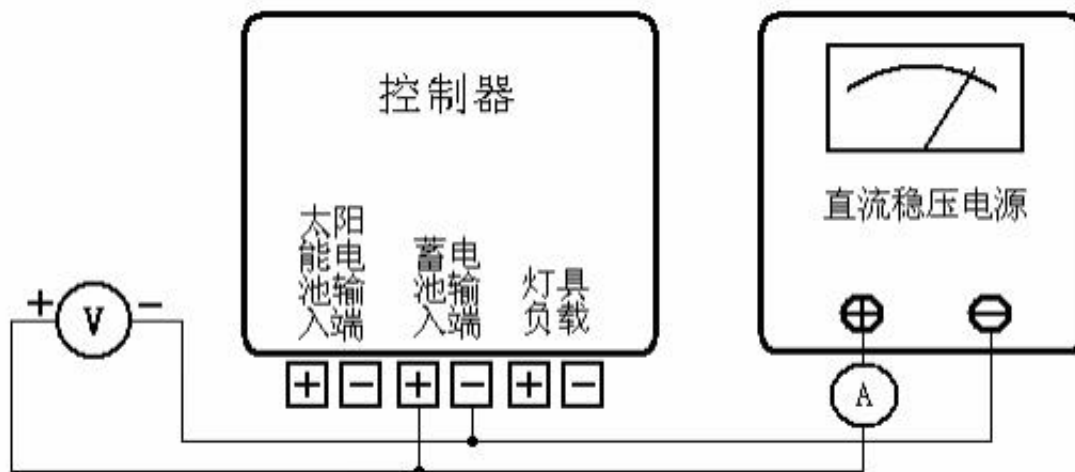 控制器
直流稳压电源
太阳
能电
池输
入端
蓄电
池输
入端
灯具
负载
+ V −
+ − + − + −
+ −
A